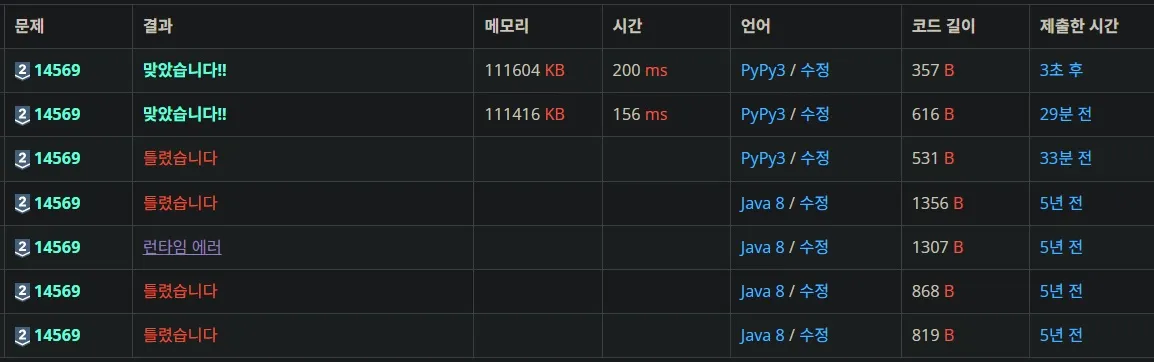 문제 결과 메모리 시간 언어 코드 길이 제출한 시간
2 14569 맞았습니다!! 111604 KB 200 ms PyPy3 / 수정 357 B 3초 후
2 14569 맞았습니다!! 111416 KB 156 ms PyPy3 / 수정 616 B 29분 전
2 14569 틀렸습니다 PyPy3 / 수정 531 B 33분 전
2 14569 틀렸습니다 Java 8 / 수정 1356 B 5년 전
2 14569 런타임 에러 Java 8 / 수정 1307 B 5년 전
2 14569 틀렸습니다 Java 8 / 수정 868 B 5년 전
2 14569 틀렸습니다 Java 8 / 수정 819 B 5년 전